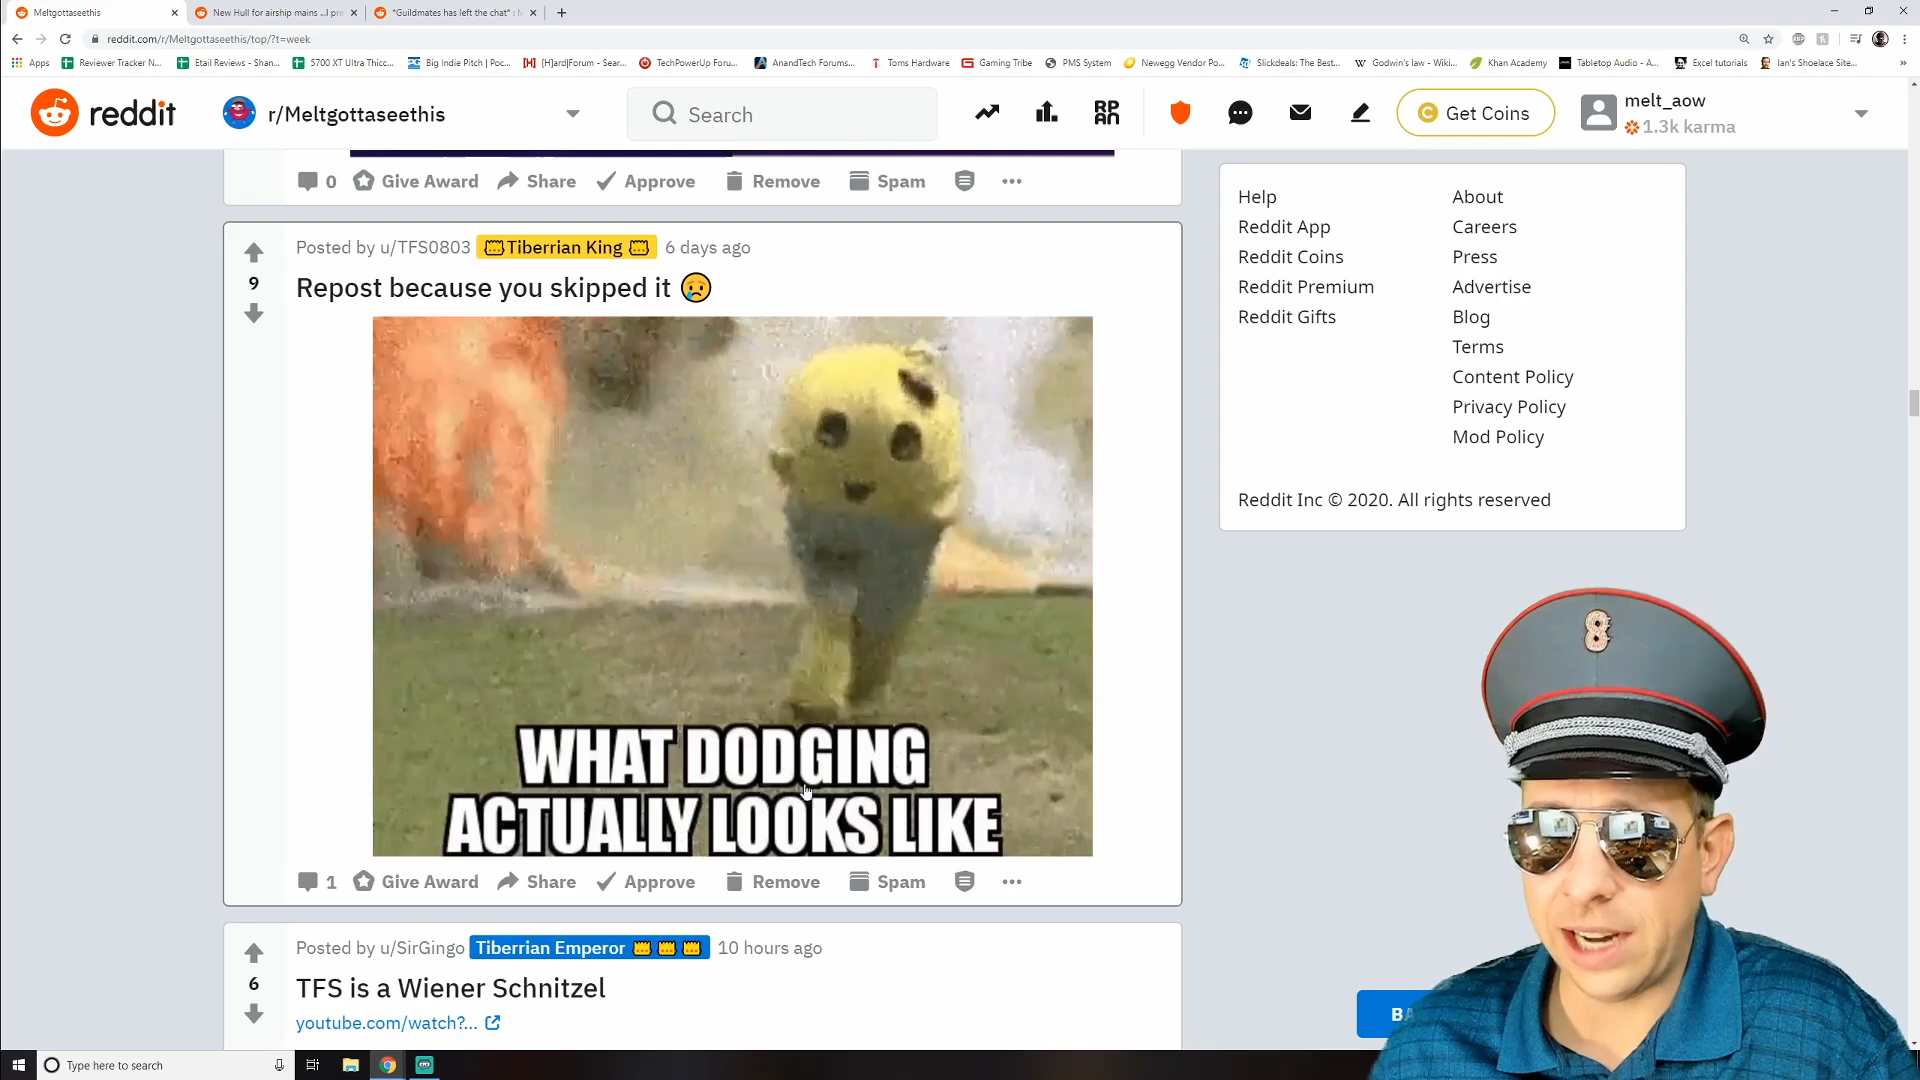 Meltgottaseethis
New Hull for airship mains ...I pre
"Guildmates has left the chat" :
reddit.com/r/Meltgottaseethis/top/?t=week
Apps
Reviewer Tracker N...
Etail Reviews - Shan...
5700 XT Ultra Thicc...
Big Indie Pitch | Poc...
[H]ard|Forum - Sear...
TechPowerUp Foru...
AnandTech Forums...
Toms Hardware
Gaming Tribe
PMS System
Newegg Vendor Po...
Slickdeals: The Best...
Godwin's law - Wiki...
Khan Academy
Tabletop Audio - A...
Excel tutorials
Ian's Shoelace Site...
reddit
r/Meltgottaseethis
Search
Get Coins
melt_aow
1.3k karma
0 Give Award Share Approve Remove Spam
Posted by u/TFS0803 Tiberrian King 6 days ago
9
Repost because you skipped it 😢
WHAT DODGING
ACTUALLY LOOKS LIKE
1 Give Award Share Approve Remove Spam
Posted by u/SirGingo Tiberrian Emperor 10 hours ago
6
TFS is a Wiener Schnitzel
youtube.com/watch?...
Help
Reddit App
Reddit Coins
Reddit Premium
Reddit Gifts
About
Careers
Press
Advertise
Blog
Terms
Content Policy
Privacy Policy
Mod Policy
Reddit Inc © 2020. All rights reserved
8
Type here to search